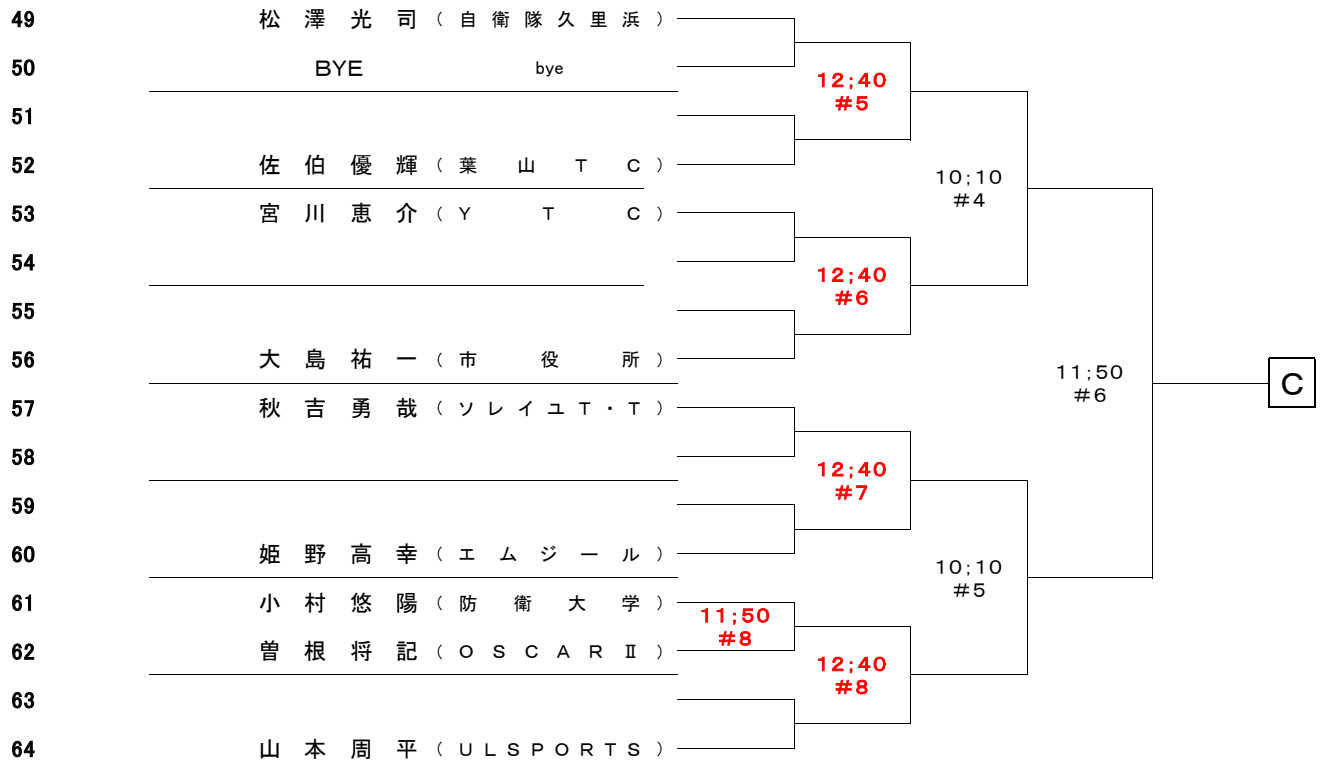 49 松澤光司(自衛隊久里浜)
50 BYE bye
12;40
#5
51
52 佐伯優輝(葉山TC)
10;10
#4
53 宮川恵介(YTC)
54
12;40
#6
55
56 大島祐一(市役所)
11;50
#6
C
57 秋吉勇哉(ソレイユT・T)
58
12;40
#7
59
60 姫野高幸(エムジール)
10;10
#5
61 小村悠陽(防衛大学)
11;50
#8
62 曽根将記(OSCARⅡ)
12;40
#8
63
64 山本周平(ULSPORTS)